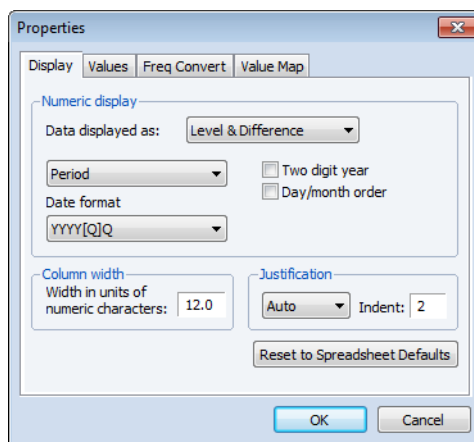 Properties
Display Values Freq Convert Value Map
Numeric display
Data displayed as: Level & Difference
Period Two digit year
Day/month order
Date format
YYYY[Q]Q
Column width Justification
Width in units of
numeric characters: 12.0 Auto Indent: 2
Reset to Spreadsheet Defaults
OK Cancel